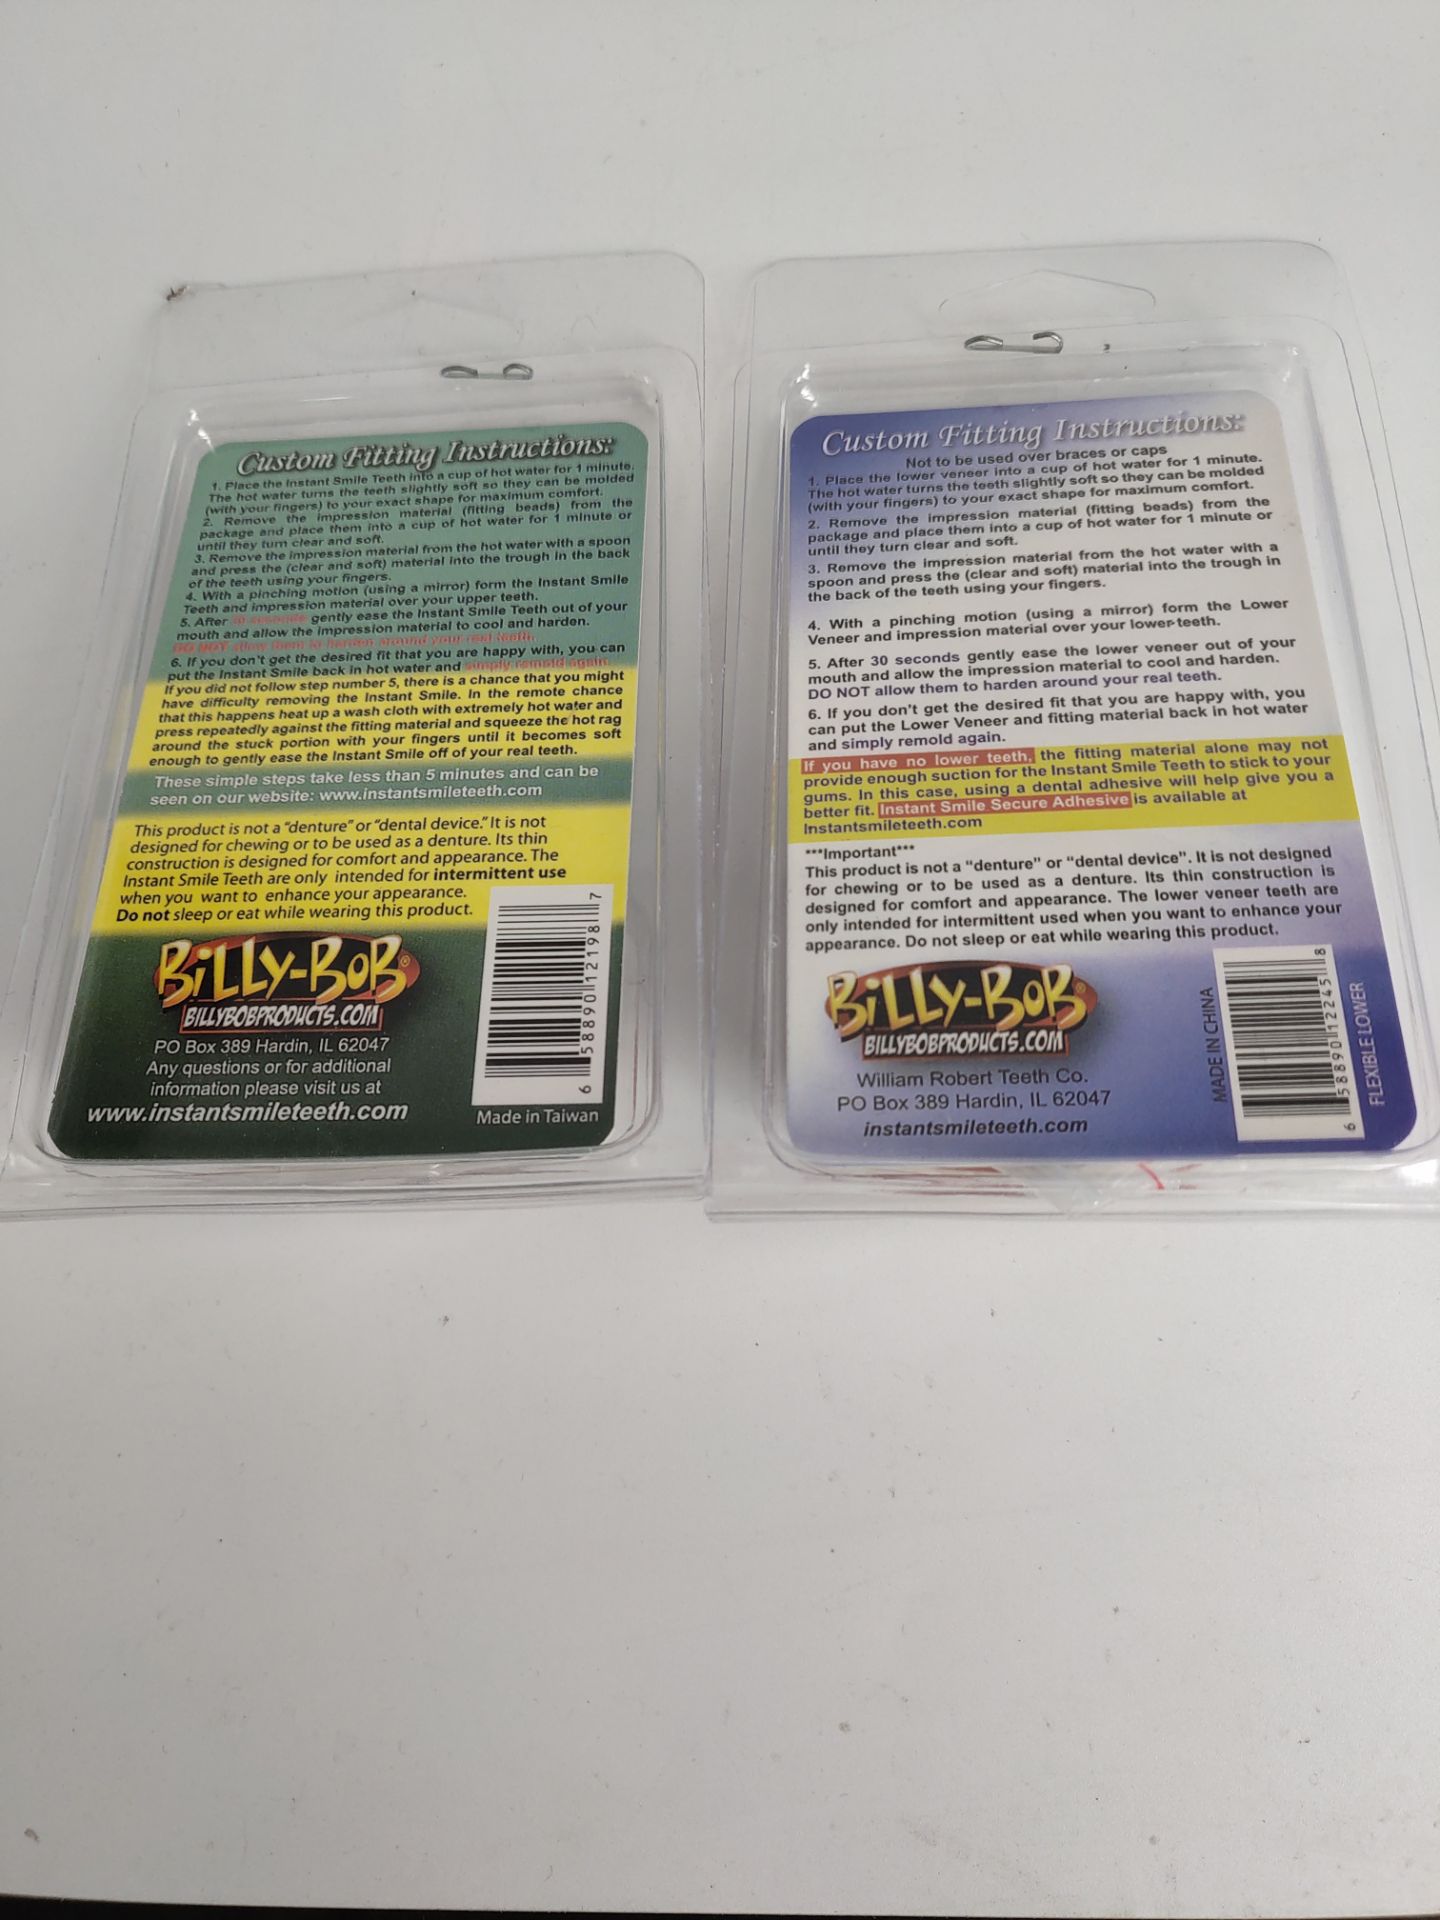 Custom Fitting Instructions:
1. Place the Instant Smile Teeth into a cup of hot water for 1 minute.
The hot water turns the teeth slightly soft so they can be molded
(with your fingers) to your exact shape for maximum comfort.
2. Remove the impression material (fitting beads) from the
package and place them into a cup of hot water for 1 minute or
until they turn clear and soft.
3. Remove the impression material from the hot water with a spoon
and press the (clear and soft) material into the trough in the back
of the teeth using your fingers.
4. With a pinching motion (using a mirror) form the Instant Smile
Teeth and impression material over your upper teeth.
5. After 30 seconds gently ease the Instant Smile Teeth out of your
mouth and allow the impression material to cool and harden.
DO NOT allow them to harden around your real teeth.
6. If you don't get the desired fit that you are happy with, you can
put the Instant Smile back in hot water and simply remold again.
If you did not follow step number 5, there is a chance that you might
have difficulty removing the Instant Smile. In the remote chance
that this happens heat up a wash cloth with extremely hot water and
press repeatedly against the fitting material and squeeze the hot rag
around the stuck portion with your fingers until it becomes soft
enough to gently ease the Instant Smile off of your real teeth.
These simple steps take less than 5 minutes and can be
seen on our website: www.instantsmileteeth.com
This product is not a "denture" or "dental device." It is not
designed for chewing or to be used as a denture. Its thin
construction is designed for comfort and appearance. The
Instant Smile Teeth are only intended for intermittent use
when you want to enhance your appearance.
Do not sleep or eat while wearing this product.
BiLLY-BOB®
BILLYBOBPRODUCTS.COM
PO Box 389 Hardin, IL 62047
Any questions or for additional
information please visit us at
www.instantsmileteeth.com
6 58890 12198 7
Made in Taiwan
Custom Fitting Instructions:
Not to be used over braces or caps
1. Place the lower veneer into a cup of hot water for 1 minute.
The hot water turns the teeth slightly soft so they can be molded
(with your fingers) to your exact shape for maximum comfort.
2. Remove the impression material (fitting beads) from the
package and place them into a cup of hot water for 1 minute or
until they turn clear and soft.
3. Remove the impression material from the hot water with a
spoon and press the (clear and soft) material into the trough in
the back of the teeth using your fingers.
4. With a pinching motion (using a mirror) form the Lower
Veneer and impression material over your lower teeth.
5. After 30 seconds gently ease the lower veneer out of your
mouth and allow the impression material to cool and harden.
DO NOT allow them to harden around your real teeth.
6. If you don't get the desired fit that you are happy with, you
can put the Lower Veneer and fitting material back in hot water
and simply remold again.
If you have no lower teeth, the fitting material alone may not
provide enough suction for the Instant Smile Teeth to stick to your
gums. In this case, using a dental adhesive will help give you a
better fit. Instant Smile Secure Adhesive is available at
Instantsmileteeth.com
***Important***
This product is not a "denture" or "dental device". It is not designed
for chewing or to be used as a denture. Its thin construction is
designed for comfort and appearance. The lower veneer teeth are
only intended for intermittent used when you want to enhance your
appearance. Do not sleep or eat while wearing this product.
BiLLY-BOB®
BILLYBOBPRODUCTS.COM
William Robert Teeth Co.
PO Box 389 Hardin, IL 62047
instantsmileteeth.com
MADE IN CHINA
6 58890 12245 8
FLEXIBLE LOWER